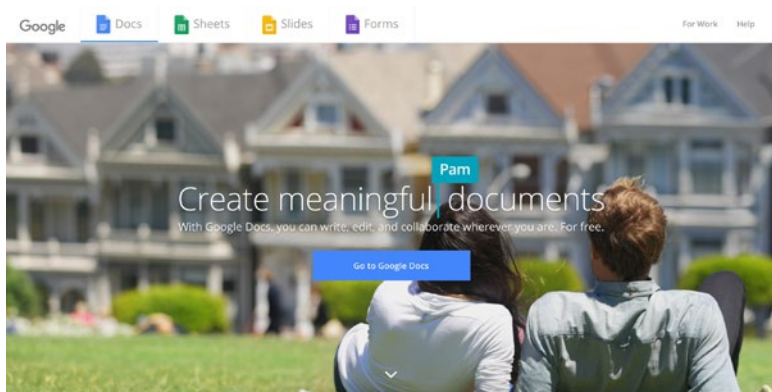 Google Docs Sheets Slides Forms For Work Help
Pam
Create meaningful documents
With Google Docs, you can write, edit, and collaborate wherever you are. For free.
Go to Google Docs